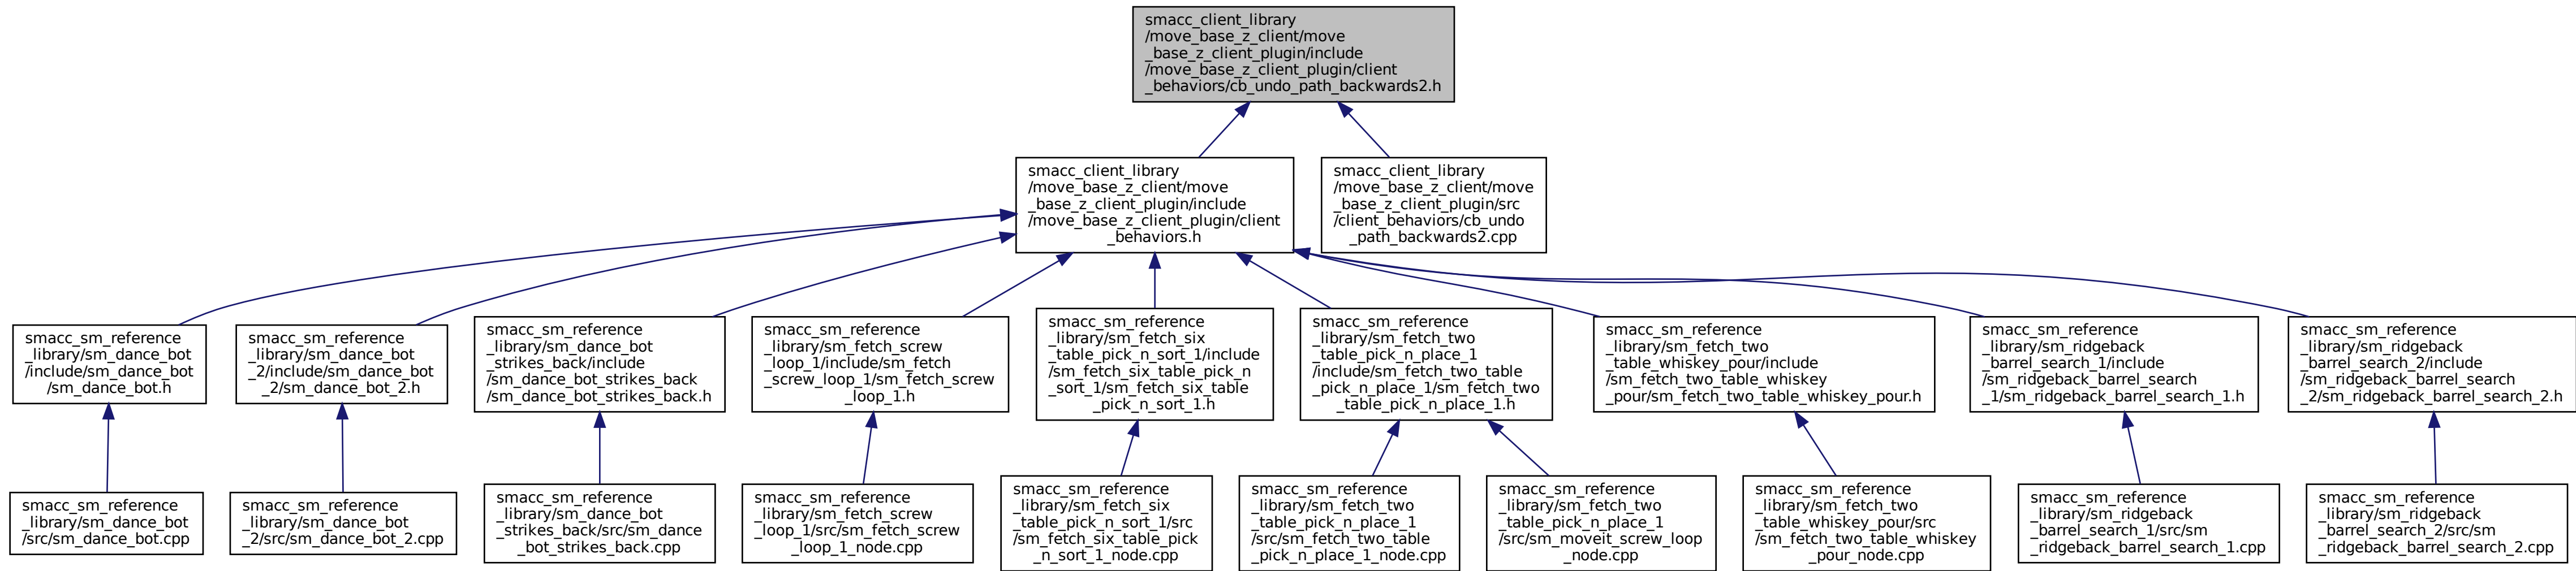 smacc_client_library
/move_base_z_client/move
_base_z_client_plugin/include
/move_base_z_client_plugin/client
_behaviors/cb_undo_path_backwards2.h
smacc_client_library
/move_base_z_client/move
_base_z_client_plugin/include
/move_base_z_client_plugin/client
_behaviors.h
smacc_client_library
/move_base_z_client/move
_base_z_client_plugin/src
/client_behaviors/cb_undo
_path_backwards2.cpp
smacc_sm_reference
_library/sm_dance_bot
/include/sm_dance_bot
/sm_dance_bot.h
smacc_sm_reference
_library/sm_dance_bot
_2/include/sm_dance_bot
_2/sm_dance_bot_2.h
smacc_sm_reference
_library/sm_dance_bot
_strikes_back/include
/sm_dance_bot_strikes_back
/sm_dance_bot_strikes_back.h
smacc_sm_reference
_library/sm_fetch_screw
_loop_1/include/sm_fetch
_screw_loop_1/sm_fetch_screw
_loop_1.h
smacc_sm_reference
_library/sm_fetch_six
_table_pick_n_sort_1/include
/sm_fetch_six_table_pick_n
_sort_1/sm_fetch_six_table
_pick_n_sort_1.h
smacc_sm_reference
_library/sm_fetch_two
_table_pick_n_place_1
/include/sm_fetch_two_table
_pick_n_place_1/sm_fetch_two
_table_pick_n_place_1.h
smacc_sm_reference
_library/sm_fetch_two
_table_whiskey_pour/include
/sm_fetch_two_table_whiskey
_pour/sm_fetch_two_table_whiskey_pour.h
smacc_sm_reference
_library/sm_ridgeback
_barrel_search_1/include
/sm_ridgeback_barrel_search
_1/sm_ridgeback_barrel_search_1.h
smacc_sm_reference
_library/sm_ridgeback
_barrel_search_2/include
/sm_ridgeback_barrel_search
_2/sm_ridgeback_barrel_search_2.h
smacc_sm_reference
_library/sm_dance_bot
/src/sm_dance_bot.cpp
smacc_sm_reference
_library/sm_dance_bot
_2/src/sm_dance_bot_2.cpp
smacc_sm_reference
_library/sm_dance_bot
_strikes_back/src/sm_dance
_bot_strikes_back.cpp
smacc_sm_reference
_library/sm_fetch_screw
_loop_1/src/sm_fetch_screw
_loop_1_node.cpp
smacc_sm_reference
_library/sm_fetch_six
_table_pick_n_sort_1/src
/sm_fetch_six_table_pick
_n_sort_1_node.cpp
smacc_sm_reference
_library/sm_fetch_two
_table_pick_n_place_1
/src/sm_fetch_two_table
_pick_n_place_1_node.cpp
smacc_sm_reference
_library/sm_fetch_two
_table_pick_n_place_1
/src/sm_moveit_screw_loop
_node.cpp
smacc_sm_reference
_library/sm_fetch_two
_table_whiskey_pour/src
/sm_fetch_two_table_whiskey
_pour_node.cpp
smacc_sm_reference
_library/sm_ridgeback
_barrel_search_1/src/sm
_ridgeback_barrel_search_1.cpp
smacc_sm_reference
_library/sm_ridgeback
_barrel_search_2/src/sm
_ridgeback_barrel_search_2.cpp